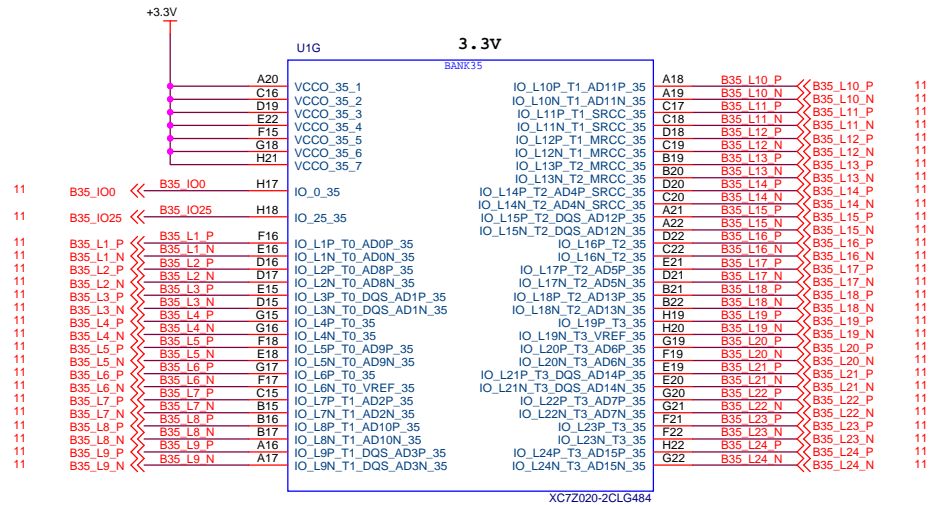 +3.3V
U1G
3.3V
BANK35
A20 VCCO_35_1
C16 VCCO_35_2
D19 VCCO_35_3
E22 VCCO_35_4
F15 VCCO_35_5
G18 VCCO_35_6
H21 VCCO_35_7
11 B35_IO0 B35_IO0 H17 IO_0_35
11 B35_IO25 B35_IO25 H18 IO_25_35
11 B35_L1_P B35_L1_P F16 IO_L1P_T0_AD0P_35
11 B35_L1_N B35_L1_N E16 IO_L1N_T0_AD0N_35
11 B35_L2_P B35_L2_P D16 IO_L2P_T0_AD8P_35
11 B35_L2_N B35_L2_N D17 IO_L2N_T0_AD8N_35
11 B35_L3_P B35_L3_P E15 IO_L3P_T0_DQS_AD1P_35
11 B35_L3_N B35_L3_N D15 IO_L3N_T0_DQS_AD1N_35
11 B35_L4_P B35_L4_P G15 IO_L4P_T0_35
11 B35_L4_N B35_L4_N G16 IO_L4N_T0_35
11 B35_L5_P B35_L5_P F18 IO_L5P_T0_AD9P_35
11 B35_L5_N B35_L5_N E18 IO_L5N_T0_AD9N_35
11 B35_L6_P B35_L6_P G17 IO_L6P_T0_35
11 B35_L6_N B35_L6_N F17 IO_L6N_T0_VREF_35
11 B35_L7_P B35_L7_P C15 IO_L7P_T1_AD2P_35
11 B35_L7_N B35_L7_N B15 IO_L7N_T1_AD2N_35
11 B35_L8_P B35_L8_P B16 IO_L8P_T1_AD10P_35
11 B35_L8_N B35_L8_N B17 IO_L8N_T1_AD10N_35
11 B35_L9_P B35_L9_P A16 IO_L9P_T1_DQS_AD3P_35
11 B35_L9_N B35_L9_N A17 IO_L9N_T1_DQS_AD3N_35
IO_L10P_T1_AD11P_35 A18 B35_L10_P B35_L10_P 11
IO_L10N_T1_AD11N_35 A19 B35_L10_N B35_L10_N 11
IO_L11P_T1_SRCC_35 C17 B35_L11_P B35_L11_P 11
IO_L11N_T1_SRCC_35 C18 B35_L11_N B35_L11_N 11
IO_L12P_T1_MRCC_35 D18 B35_L12_P B35_L12_P 11
IO_L12N_T1_MRCC_35 C19 B35_L12_N B35_L12_N 11
IO_L13P_T2_MRCC_35 B19 B35_L13_P B35_L13_P 11
IO_L13N_T2_MRCC_35 B20 B35_L13_N B35_L13_N 11
IO_L14P_T2_AD4P_SRCC_35 D20 B35_L14_P B35_L14_P 11
IO_L14N_T2_AD4N_SRCC_35 C20 B35_L14_N B35_L14_N 11
IO_L15P_T2_DQS_AD12P_35 A21 B35_L15_P B35_L15_P 11
IO_L15N_T2_DQS_AD12N_35 A22 B35_L15_N B35_L15_N 11
IO_L16P_T2_35 D22 B35_L16_P B35_L16_P 11
IO_L16N_T2_35 C22 B35_L16_N B35_L16_N 11
IO_L17P_T2_AD5P_35 E21 B35_L17_P B35_L17_P 11
IO_L17N_T2_AD5N_35 D21 B35_L17_N B35_L17_N 11
IO_L18P_T2_AD13P_35 B21 B35_L18_P B35_L18_P 11
IO_L18N_T2_AD13N_35 B22 B35_L18_N B35_L18_N 11
IO_L19P_T3_35 H19 B35_L19_P B35_L19_P 11
IO_L19N_T3_VREF_35 H20 B35_L19_N B35_L19_N 11
IO_L20P_T3_AD6P_35 G19 B35_L20_P B35_L20_P 11
IO_L20N_T3_AD6N_35 F19 B35_L20_N B35_L20_N 11
IO_L21P_T3_DQS_AD14P_35 E19 B35_L21_P B35_L21_P 11
IO_L21N_T3_DQS_AD14N_35 E20 B35_L21_N B35_L21_N 11
IO_L22P_T3_AD7P_35 G20 B35_L22_P B35_L22_P 11
IO_L22N_T3_AD7N_35 G21 B35_L22_N B35_L22_N 11
IO_L23P_T3_35 F21 B35_L23_P B35_L23_P 11
IO_L23N_T3_35 F22 B35_L23_N B35_L23_N 11
IO_L24P_T3_AD15P_35 H22 B35_L24_P B35_L24_P 11
IO_L24N_T3_AD15N_35 G22 B35_L24_N B35_L24_N 11
XC7Z020-2CLG484